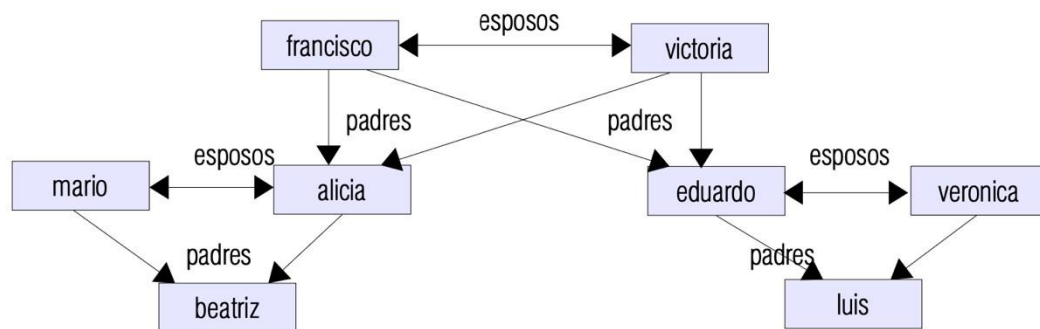 esposos
francisco
victoria
padres
padres
esposos
esposos
mario
alicia
eduardo
veronica
padres
padres
beatriz
luis